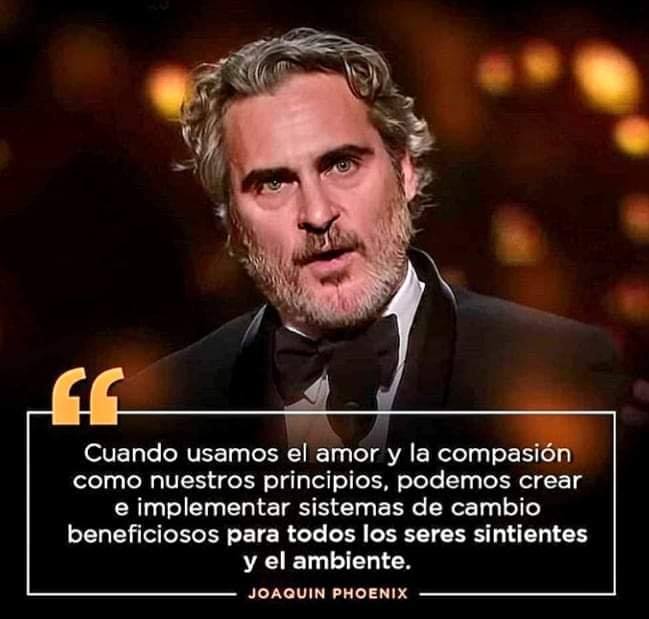 Cuando usamos el amor y la compasión
como nuestros principios, podemos crear
e implementar sistemas de cambio
beneficiosos para todos los seres sintientes
y el ambiente.
JOAQUIN PHOENIX